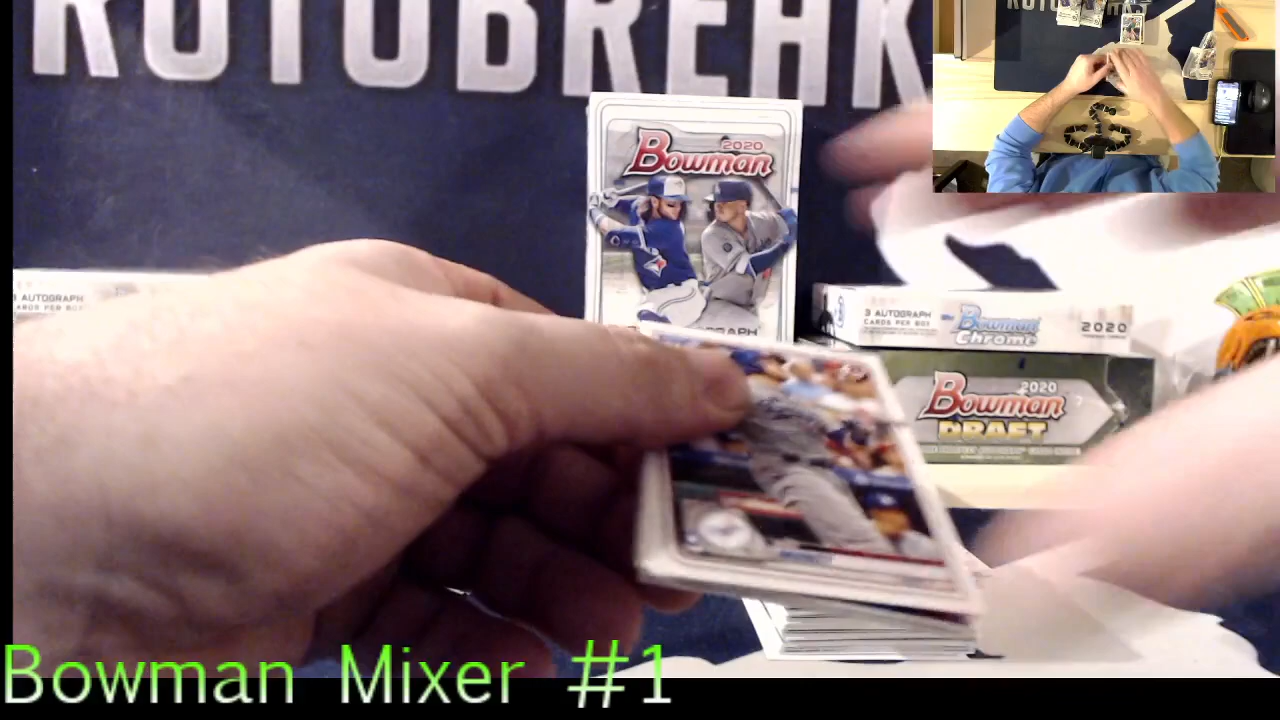 ROTOBREAK
2020
Bowman
3 AUTOGRAPH
CARDS PER BOX
3 AUTOGRAPH
CARDS PER BOX
Bowman
Chrome
2020
2020
Bowman
DRAFT
Bowman Mixer #1